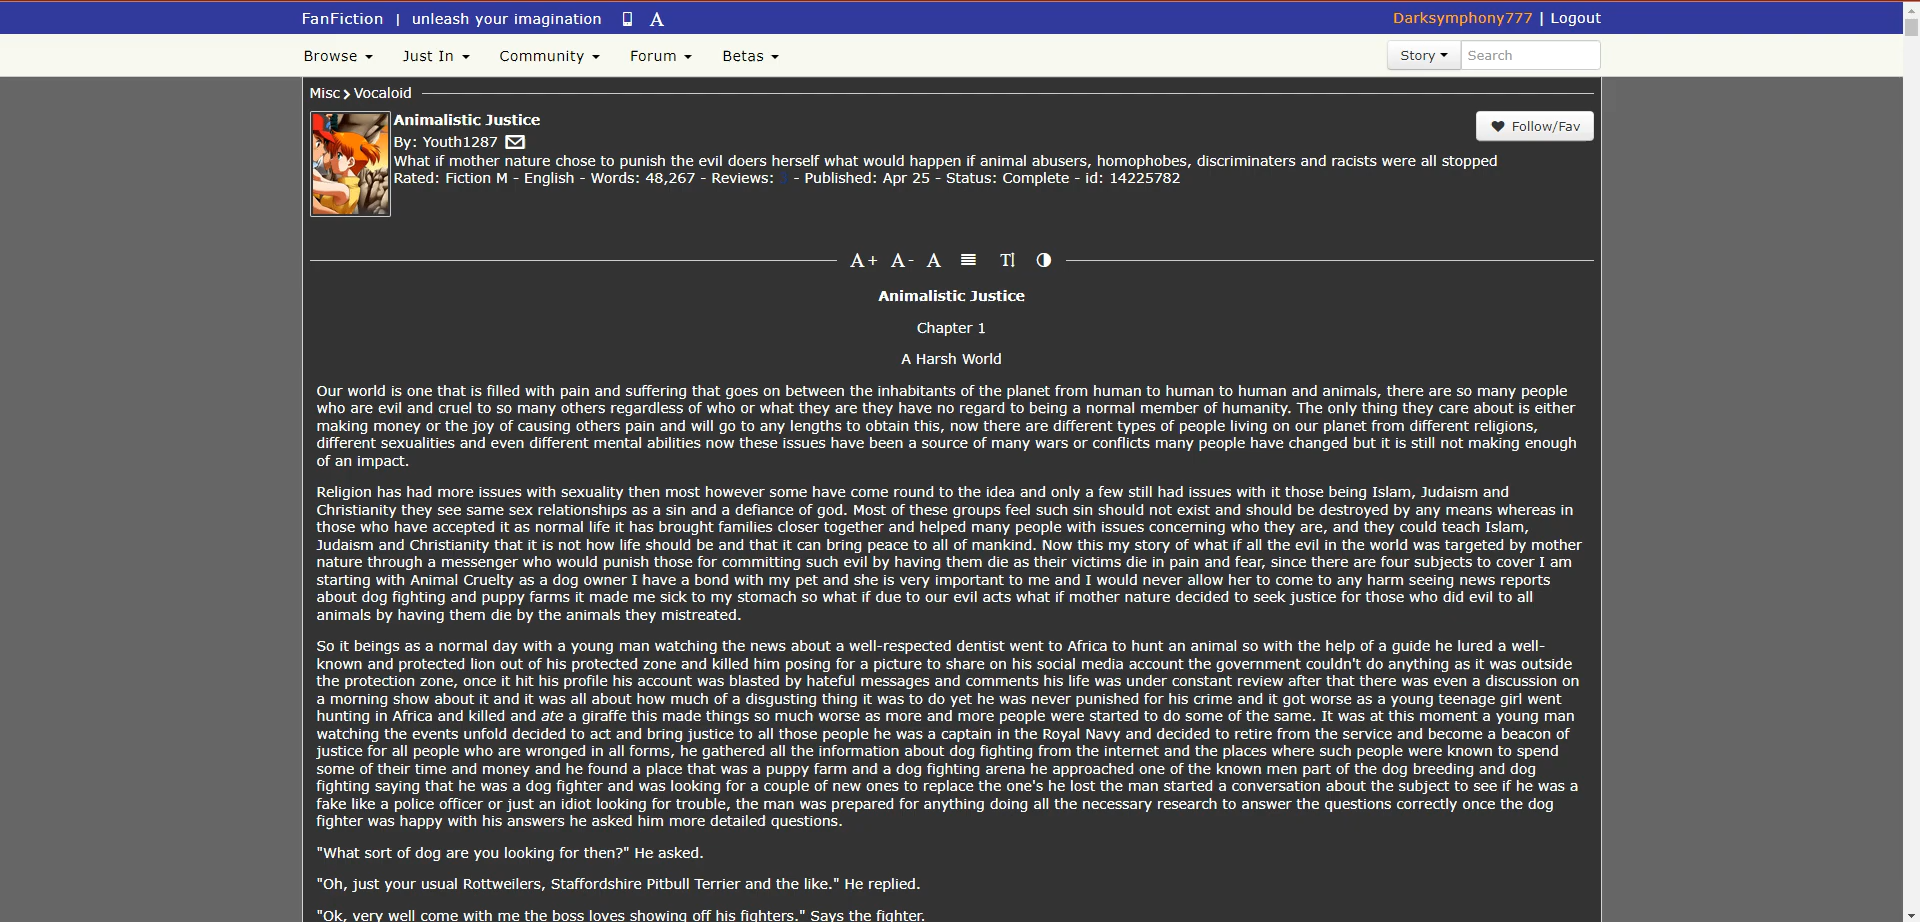 FanFiction | unleash your imagination A Darksymphony777 | Logout
Browse Just In Community Forum Betas Story Search
Misc Vocaloid
Animalistic Justice
By: Youth1287 Follow/Fav
What if mother nature chose to punish the evil doers herself what would happen if animal abusers, homophobes, discriminaters and racists were all stopped
Rated: Fiction M - English - Words: 48,267 - Reviews: - Published: Apr 25 - Status: Complete - id: 14225782
A+ A- A
Animalistic Justice
Chapter 1
A Harsh World
Our world is one that is filled with pain and suffering that goes on between the inhabitants of the planet from human to human to human and animals, there are so many people
who are evil and cruel to so many others regardless of who or what they are they have no regard to being a normal member of humanity. The only thing they care about is either
making money or the joy of causing others pain and will go to any lengths to obtain this, now there are different types of people living on our planet from different religions,
different sexualities and even different mental abilities now these issues have been a source of many wars or conflicts many people have changed but it is still not making enough
of an impact.
Religion has had more issues with sexuality then most however some have come round to the idea and only a few still had issues with it those being Islam, Judaism and
Christianity they see same sex relationships as a sin and a defiance of god. Most of these groups feel such sin should not exist and should be destroyed by any means whereas in
those who have accepted it as normal life it has brought families closer together and helped many people with issues concerning who they are, and they could teach Islam,
Judaism and Christianity that it is not how life should be and that it can bring peace to all of mankind. Now this my story of what if all the evil in the world was targeted by mother
nature through a messenger who would punish those for committing such evil by having them die as their victims die in pain and fear, since there are four subjects to cover I am
starting with Animal Cruelty as a dog owner I have a bond with my pet and she is very important to me and I would never allow her to come to any harm seeing news reports
about dog fighting and puppy farms it made me sick to my stomach so what if due to our evil acts what if mother nature decided to seek justice for those who did evil to all
animals by having them die by the animals they mistreated.
So it beings as a normal day with a young man watching the news about a well-respected dentist went to Africa to hunt an animal so with the help of a guide he lured a well-
known and protected lion out of his protected zone and killed him posing for a picture to share on his social media account the government couldn't do anything as it was outside
the protection zone, once it hit his profile his account was blasted by hateful messages and comments his life was under constant review after that there was even a discussion on
a morning show about it and it was all about how much of a disgusting thing it was to do yet he was never punished for his crime and it got worse as a young teenage girl went
hunting in Africa and killed and ate a giraffe this made things so much worse as more and more people were started to do some of the same. It was at this moment a young man
watching the events unfold decided to act and bring justice to all those people he was a captain in the Royal Navy and decided to retire from the service and become a beacon of
justice for all people who are wronged in all forms, he gathered all the information about dog fighting from the internet and the places where such people were known to spend
some of their time and money and he found a place that was a puppy farm and a dog fighting arena he approached one of the known men part of the dog breeding and dog
fighting saying that he was a dog fighter and was looking for a couple of new ones to replace the one's he lost the man started a conversation about the subject to see if he was a
fake like a police officer or just an idiot looking for trouble, the man was prepared for anything doing all the necessary research to answer the questions correctly once the dog
fighter was happy with his answers he asked him more detailed questions.
"What sort of dog are you looking for then?" He asked.
"Oh, just your usual Rottweilers, Staffordshire Pitbull Terrier and the like." He replied.
"Ok, very well come with me the boss loves showing off his fighters." Says the fighter.